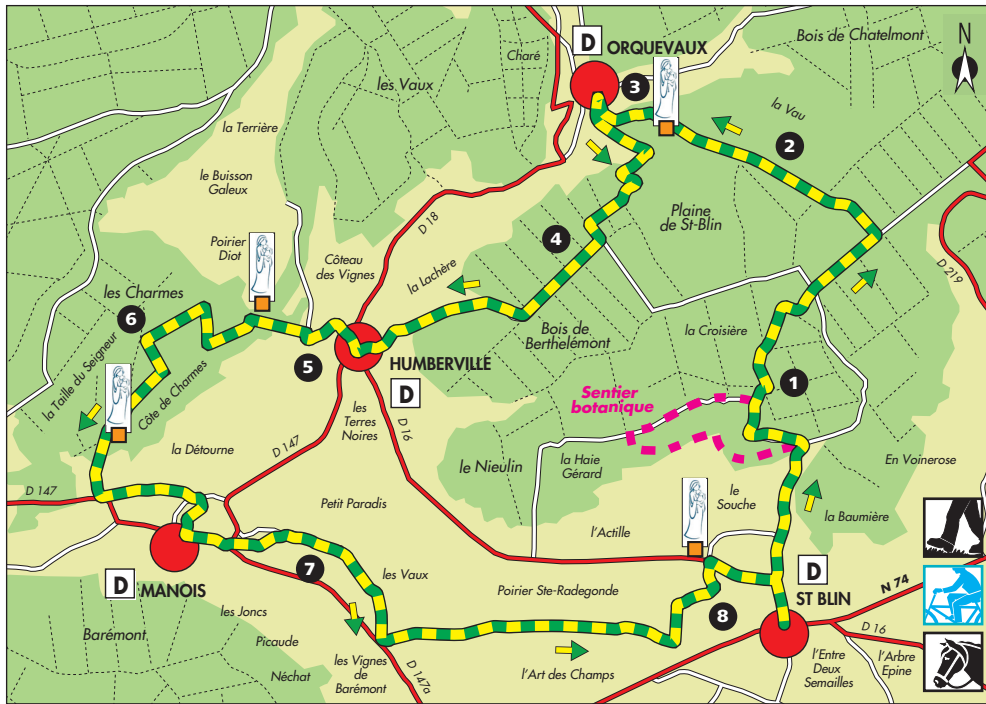 D
ORQUEVAUX
Bois de Chatelmont
N
Charé
les Vaux
3
la Vau
2
la Terrière
le Buisson
Galeux
Plaine
de St-Blin
D 18
4
Poirier
Diot
Côteau
des Vignes
D 219
la Lachère
les Charmes
6
Bois de
Berthelémont
la Croisière
5
HUMBERVILLE
la Taille du Seigneur
Côte de Charmes
D
1
Sentier
botanique
les
Terres
Noires
D 16
la Détourne
D 147
le Nieulin
la Haie
Gérard
En Voinerose
D 147
Petit Paradis
le
Souche
la Baumière
l'Actille
7
les Vaux
D
MANOIS
D
ST BLIN
N 74
Poirier Ste-Radegonde
8
D 16
les Joncs
Barémont
Picaude
Néchat
les Vignes
de
Barémont
D 147a
l'Art des Champs
l'Entre
Deux
Semailles
l'Arbre
Epine